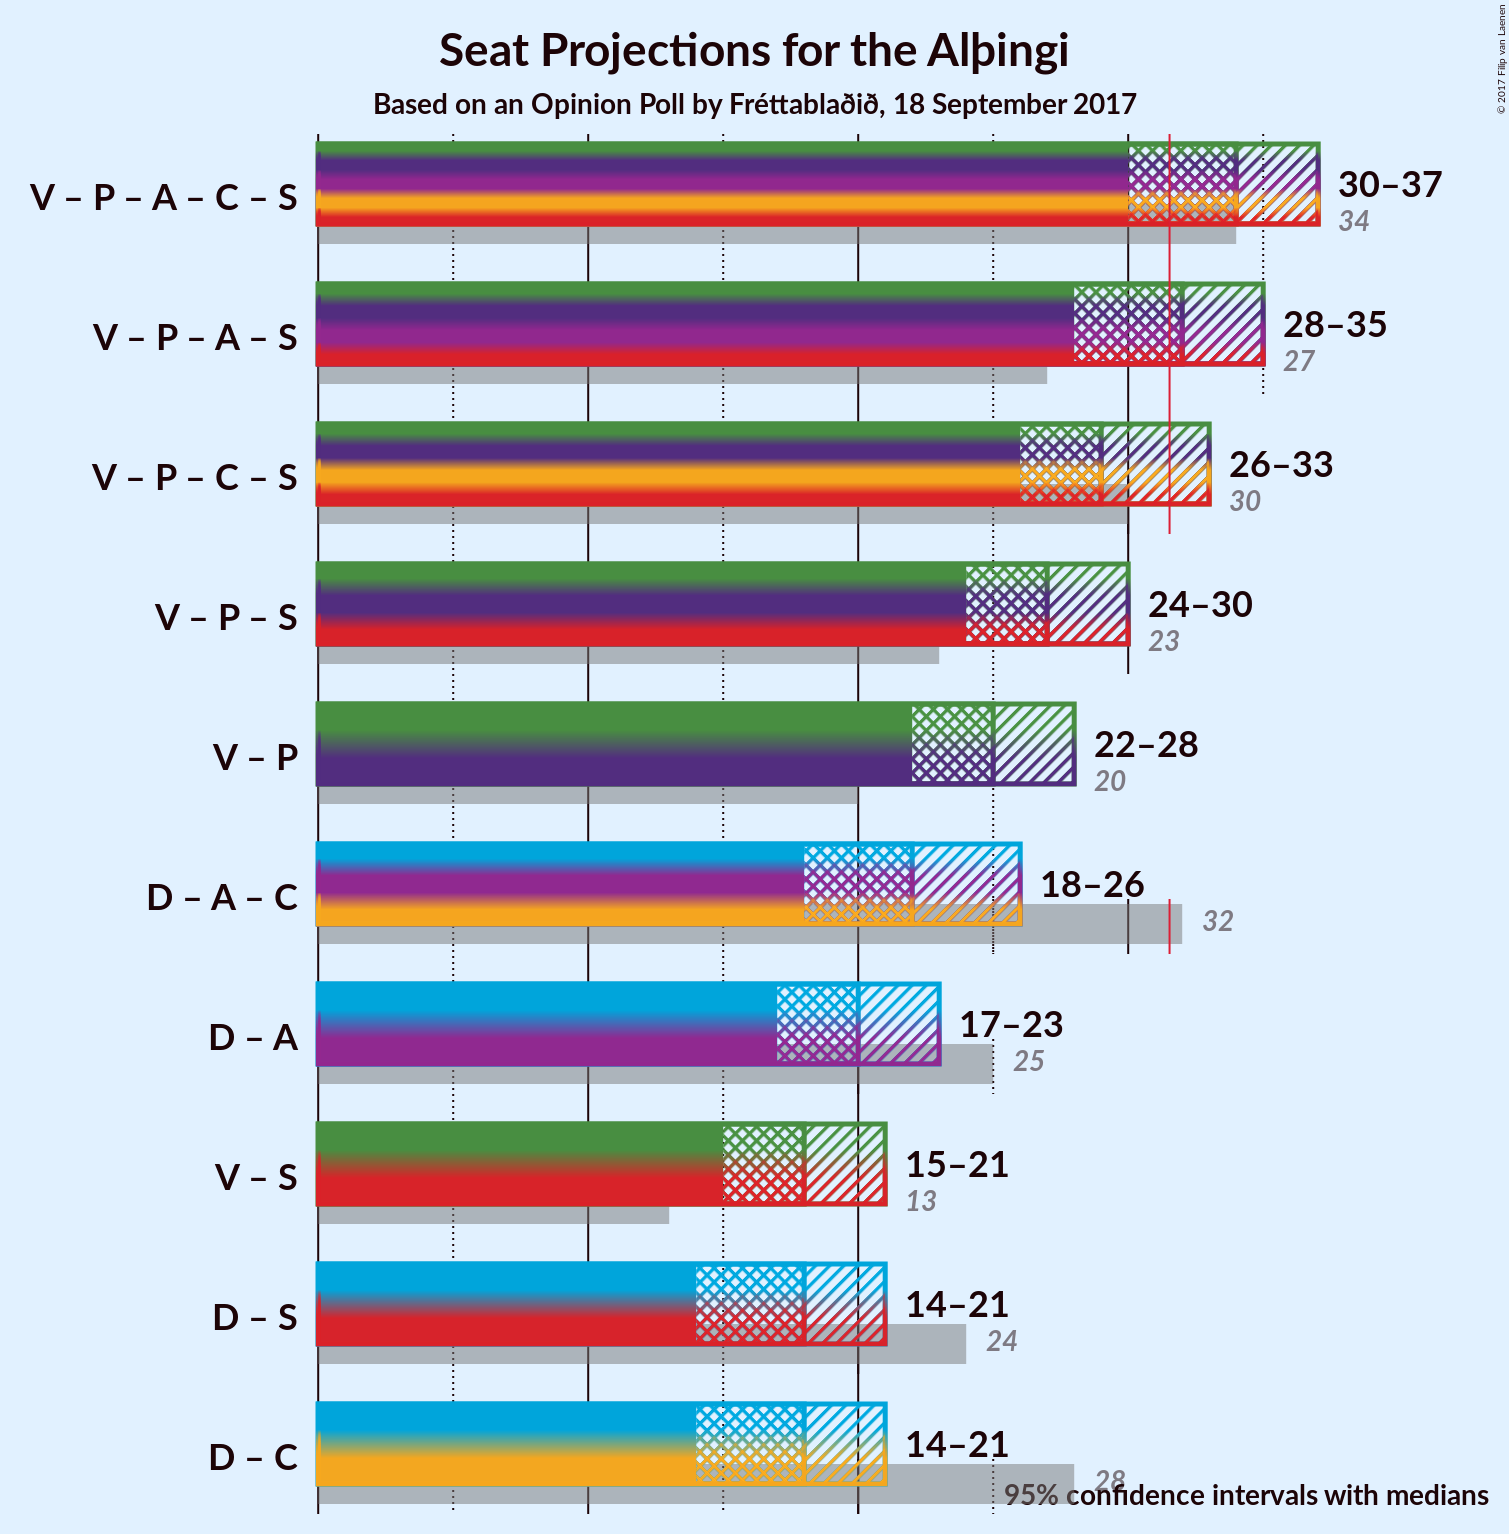 Seat Projections for the Alþingi
Based on an Opinion Poll by Fréttablaðið, 18 September 2017
© 2017 Filip van Laenen
V – P – A – C – S
30–37
34
V – P – A – S
28–35
27
V – P – C – S
26–33
30
V – P – S
24–30
23
V – P
22–28
20
D – A – C
18–26
32
D – A
17–23
25
V – S
15–21
13
D – S
14–21
24
D – C
14–21
28
95% confidence intervals with medians